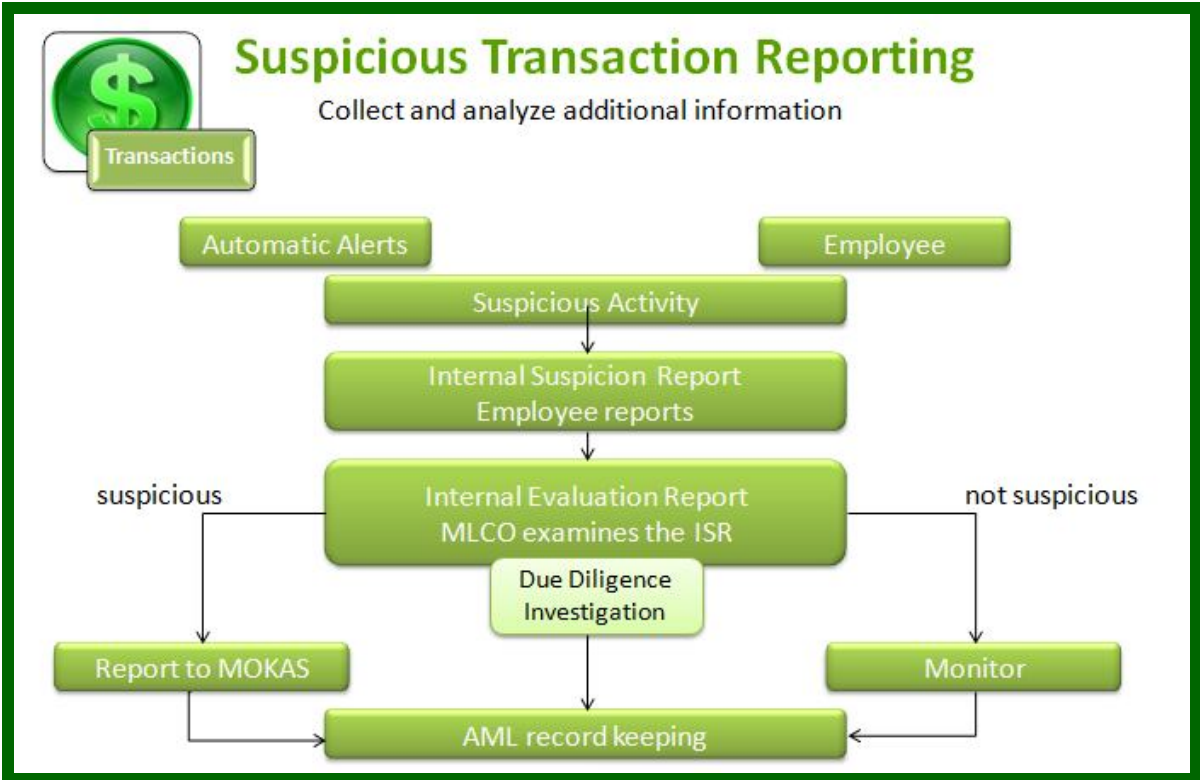 Suspicious Transaction Reporting
Collect and analyze additional information
$
Transactions
Automatic Alerts
Employee
Suspicious Activity
Internal Suspicion Report
Employee reports
suspicious
Internal Evaluation Report
MLCO examines the ISR
not suspicious
Due Diligence
Investigation
Report to MOKAS
Monitor
AML record keeping